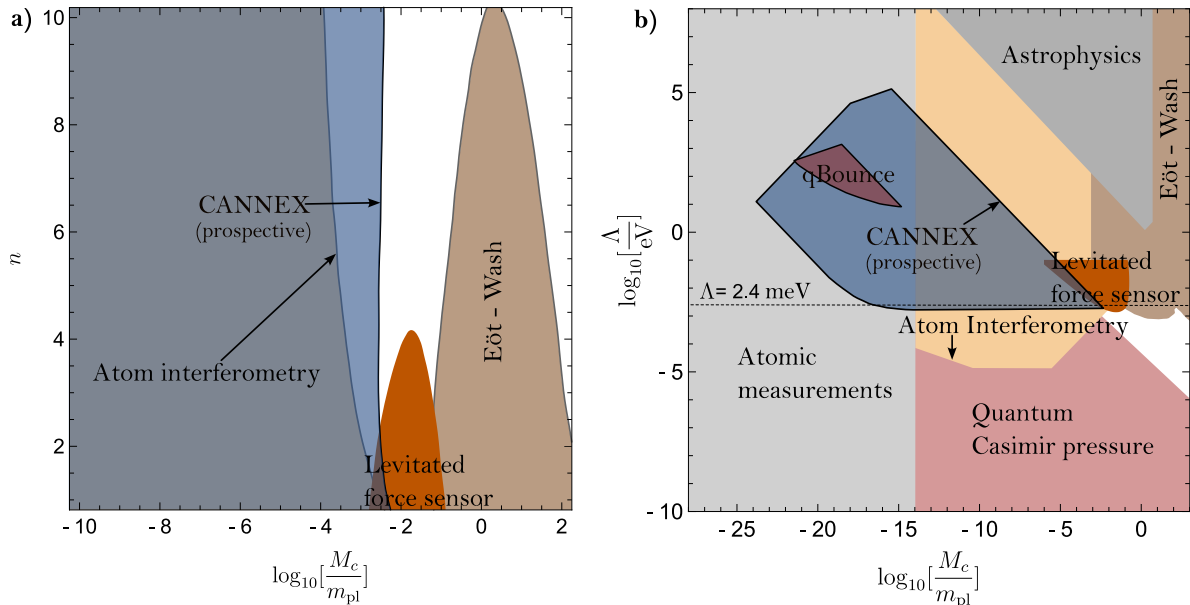 a)
10
8
6
4
2
n
CANNEX
(prospective)
Atom interferometry
Eöt - Wash
Levitated
force sensor
-10
-8
-6
-4
-2
0
2
log10[Mc/mpl]
b)
5
0
-5
-10
log10[Λ/eV]
Astrophysics
Eöt - Wash
qBounce
CANNEX
(prospective)
Levitated
force sensor
Λ= 2.4 meV
Atom Interferometry
Atomic
measurements
Quantum
Casimir pressure
-25
-20
-15
-10
-5
0
log10[Mc/mpl]